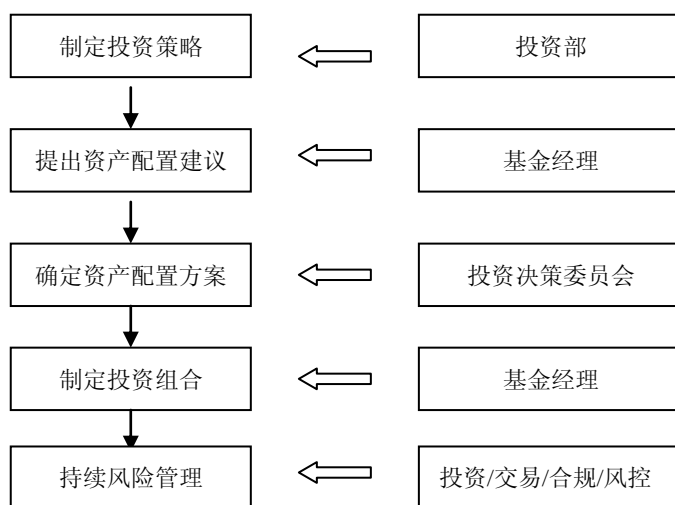 制定投资策略
投资部
提出资产配置建议
基金经理
确定资产配置方案
投资决策委员会
制定投资组合
基金经理
持续风险管理
投资/交易/合规/风控